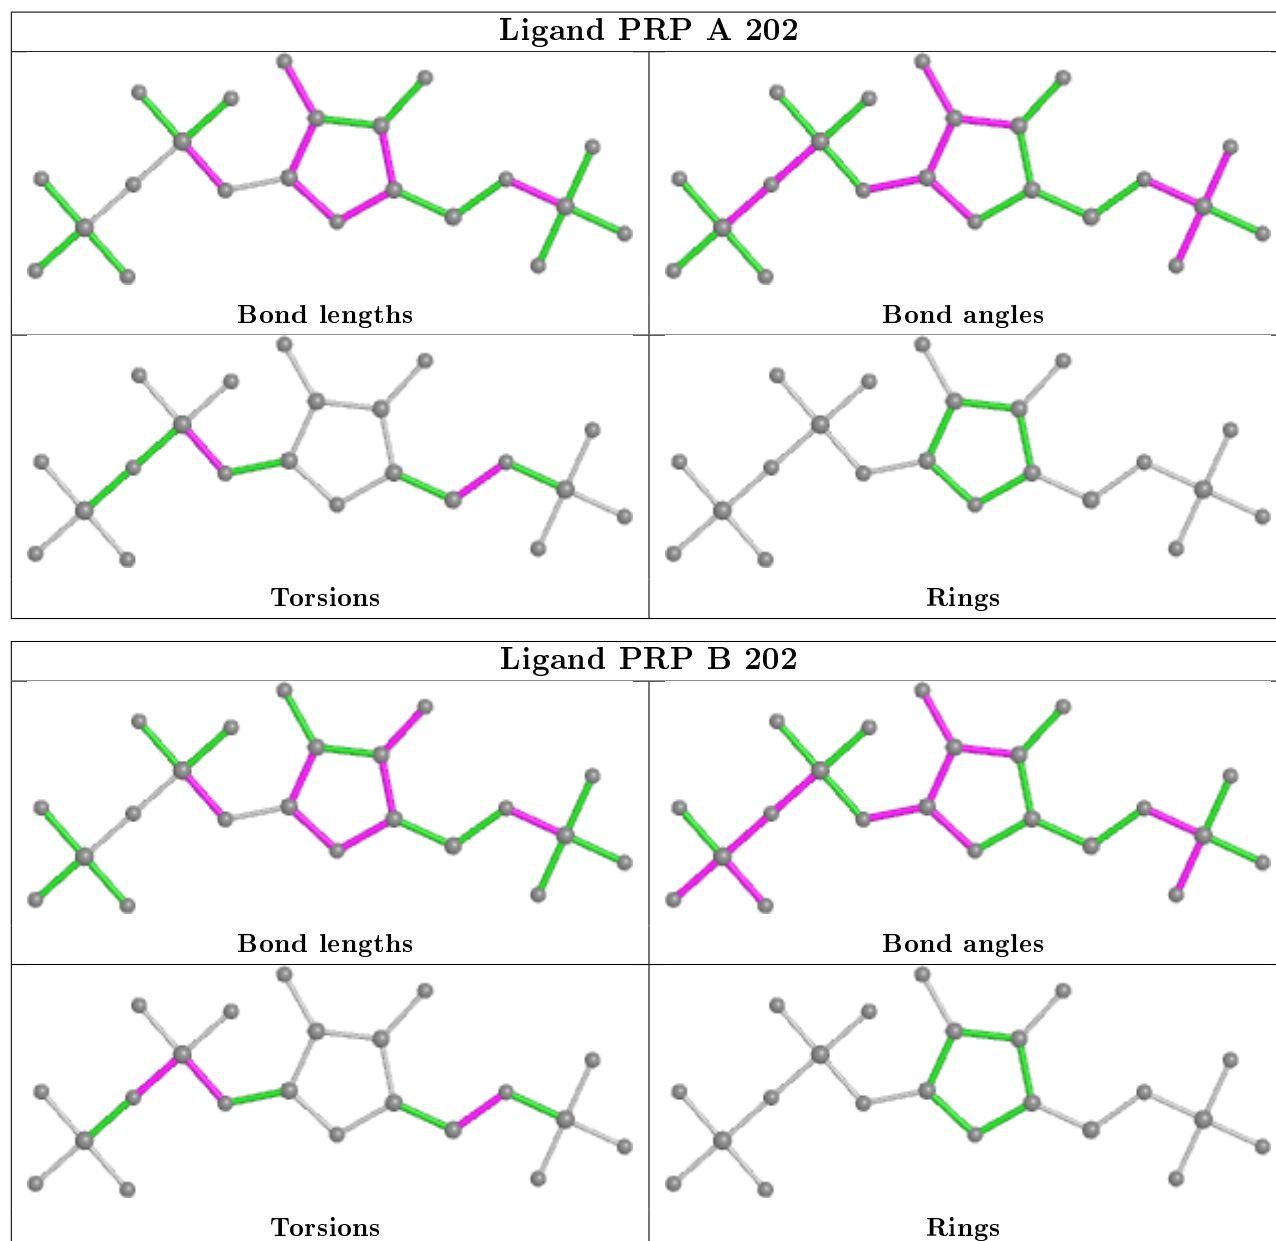 Ligand PRP A 202
Bond lengths
Bond angles
Torsions
Rings
Ligand PRP B 202
Bond lengths
Bond angles
Torsions
Rings